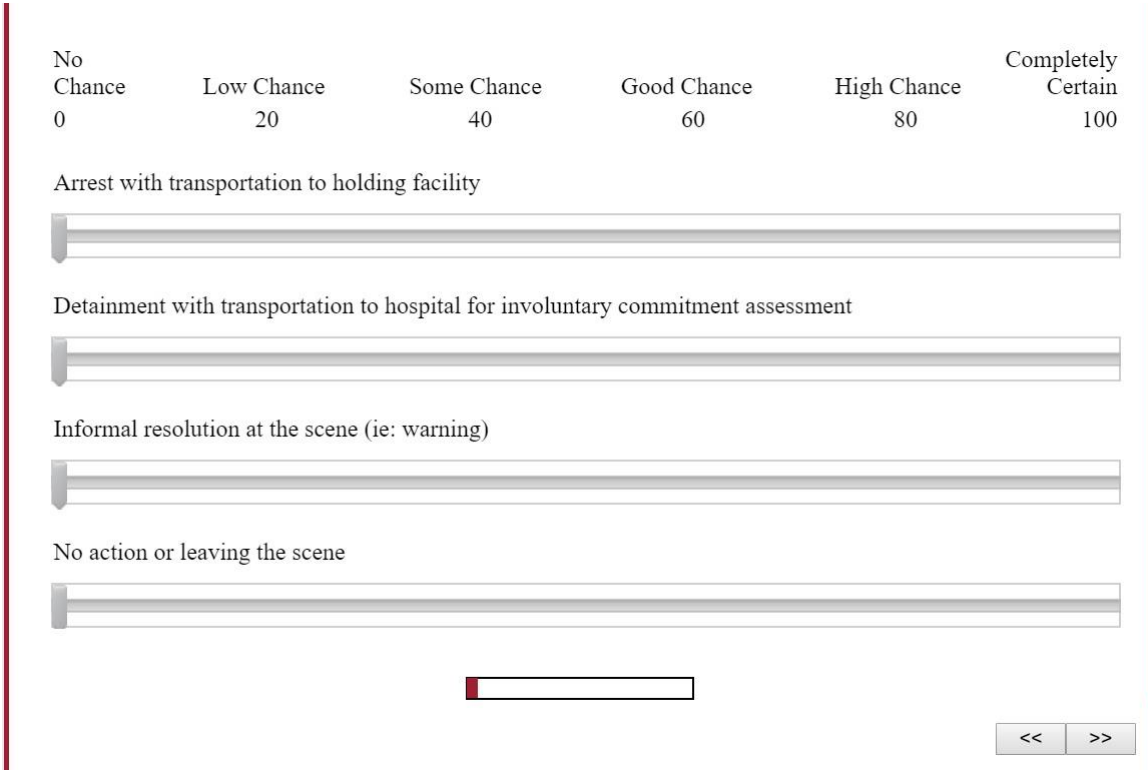 No Chance Low Chance Some Chance Good Chance High Chance Completely Certain
0 20 40 60 80 100
Arrest with transportation to holding facility
Detainment with transportation to hospital for involuntary commitment assessment
Informal resolution at the scene (ie: warning)
No action or leaving the scene
<< >>